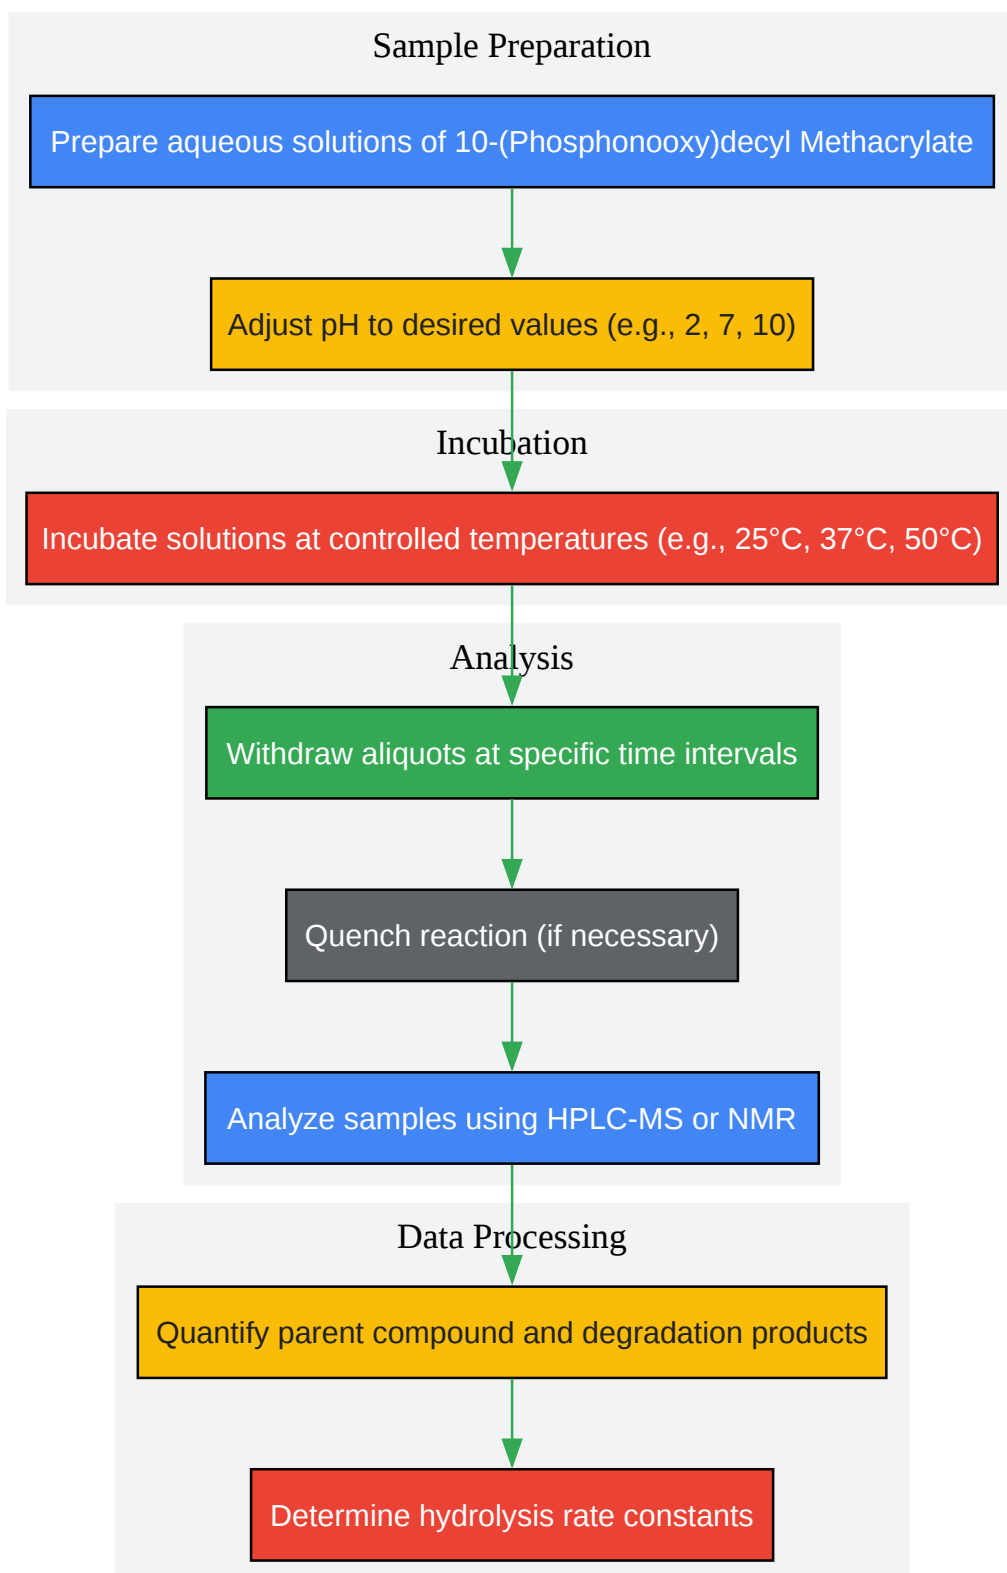 Sample Preparation
Prepare aqueous solutions of 10-(Phosphonooxy)decyl Methacrylate
Adjust pH to desired values (e.g., 2, 7, 10)
Incubation
Incubate solutions at controlled temperatures (e.g., 25°C, 37°C, 50°C)
Analysis
Withdraw aliquots at specific time intervals
Quench reaction (if necessary)
Analyze samples using HPLC-MS or NMR
Data Processing
Quantify parent compound and degradation products
Determine hydrolysis rate constants